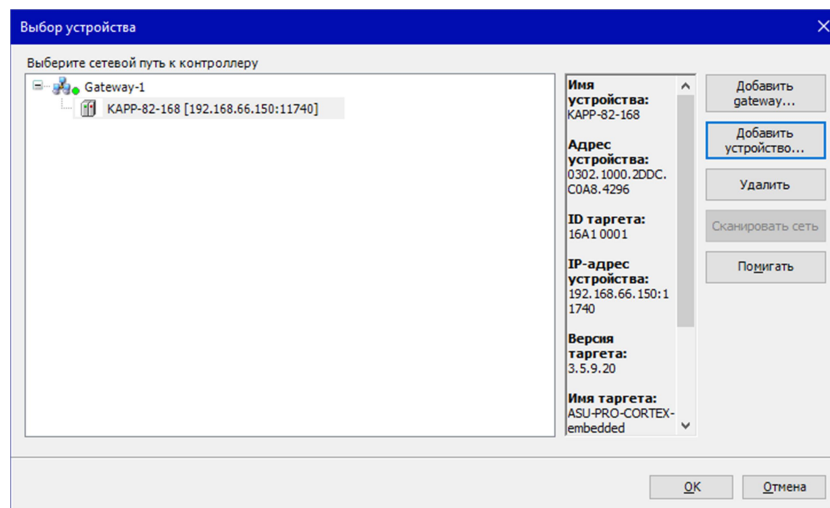 Выбор устройства
Выберите сетевой путь к контроллеру
Gateway-1
KAPP-82-168 [192.168.66.150:11740]
Имя
устройства:
KAPP-82-168
Адрес
устройства:
0302.1000.2DDC.
C0A8.4296
ID таргета:
16A1 0001
IP-адрес
устройства:
192.168.66.150:1
1740
Версия
таргета:
3.5.9.20
Имя таргета:
ASU-PRO-CORTEX-
embedded
Добавить
gateway...
Добавить
устройство...
Удалить
Сканировать сеть
Помигать
OK
Отмена